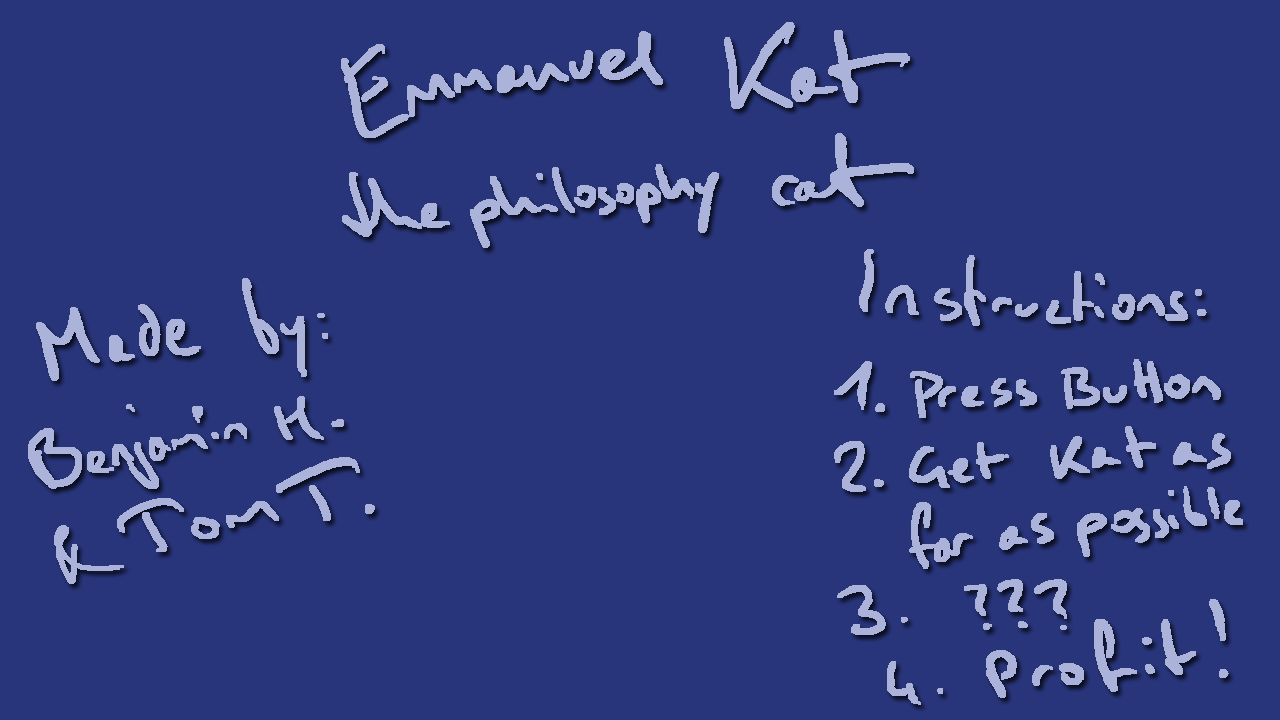 Emmanuel Kat
the philosophy cat
Made by:
Benjamin H.
& Tom T.
Instructions:
1. Press Button
2. Get Kat as
far as possible
3. ???
4. Profit!